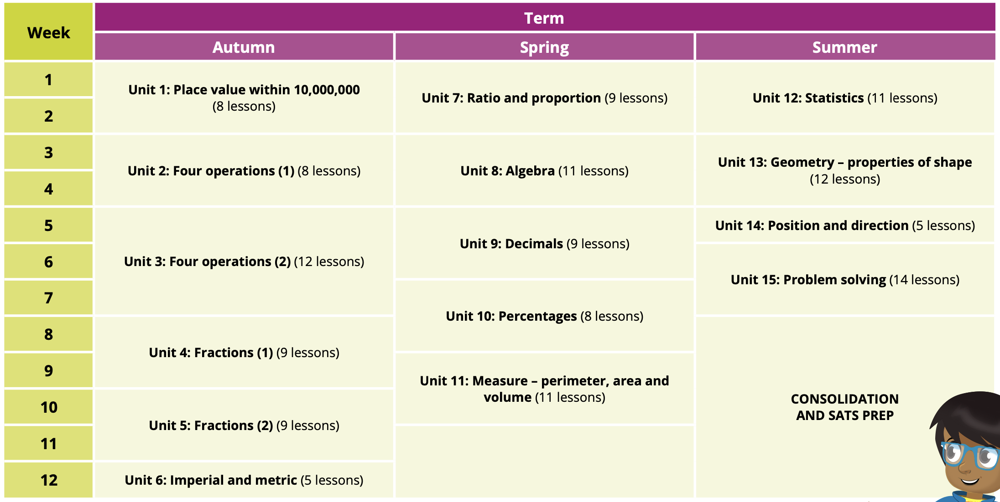 Week
Term
Autumn
Spring
Summer
1
2
3
4
5
6
7
8
9
10
11
12
Unit 1: Place value within 10,000,000
(8 lessons)
Unit 2: Four operations (1) (8 lessons)
Unit 3: Four operations (2) (12 lessons)
Unit 4: Fractions (1) (9 lessons)
Unit 5: Fractions (2) (9 lessons)
Unit 6: Imperial and metric (5 lessons)
Unit 7: Ratio and proportion (9 lessons)
Unit 8: Algebra (11 lessons)
Unit 9: Decimals (9 lessons)
Unit 10: Percentages (8 lessons)
Unit 11: Measure – perimeter, area and
volume (11 lessons)
Unit 12: Statistics (11 lessons)
Unit 13: Geometry – properties of shape
(12 lessons)
Unit 14: Position and direction (5 lessons)
Unit 15: Problem solving (14 lessons)
CONSOLIDATION
AND SATS PREP